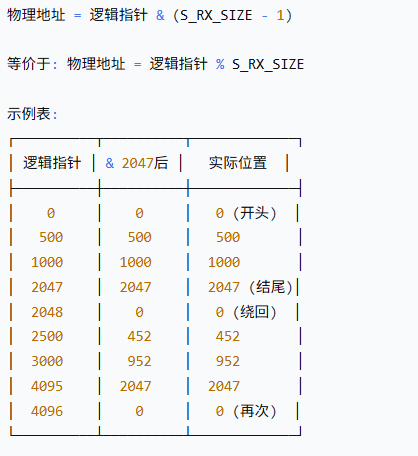 物理地址 = 逻辑指针 & (S_RX_SIZE - 1)
等价于: 物理地址 = 逻辑指针 % S_RX_SIZE
示例表:
逻辑指针 & 2047后 实际位置
0 0 0 (开头)
500 500 500
1000 1000 1000
2047 2047 2047 (结尾)
2048 0 0 (绕回)
2500 452 452
3000 952 952
4095 2047 2047
4096 0 0 (再次)